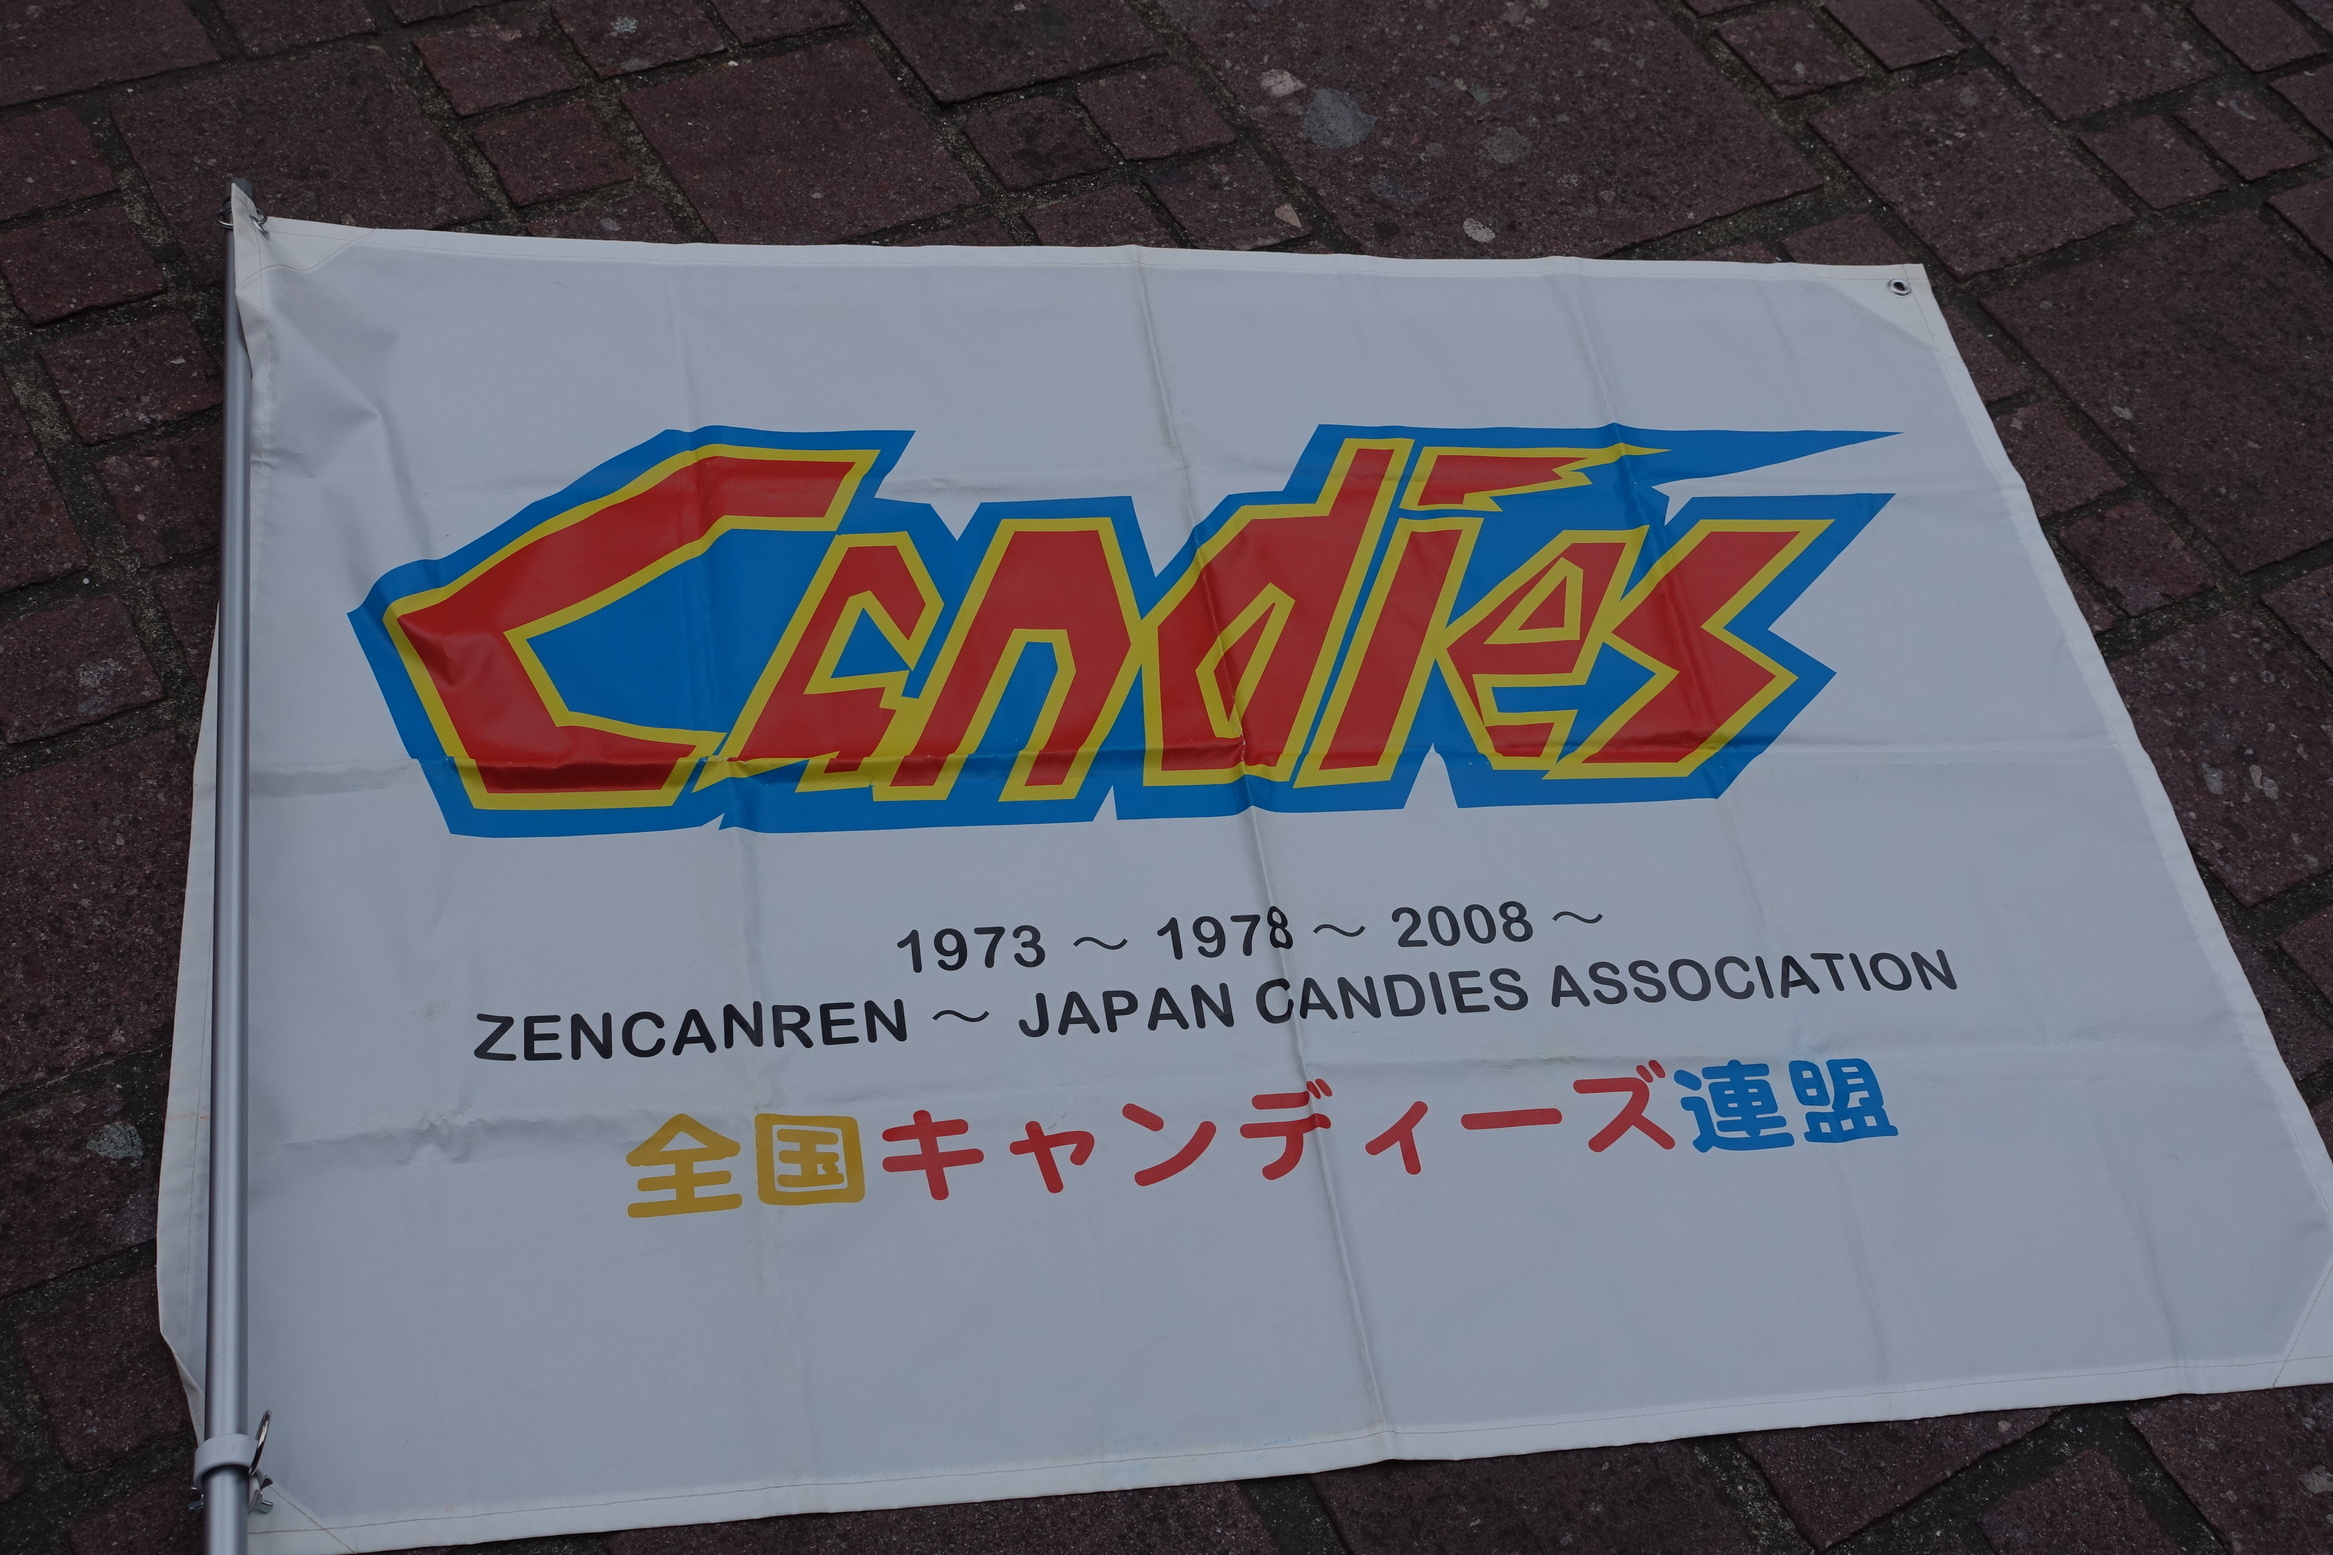 Candies
1973 ～ 1978 ～ 2008 ～
ZENCANREN ～ JAPAN CANDIES ASSOCIATION
全国キャンディーズ連盟